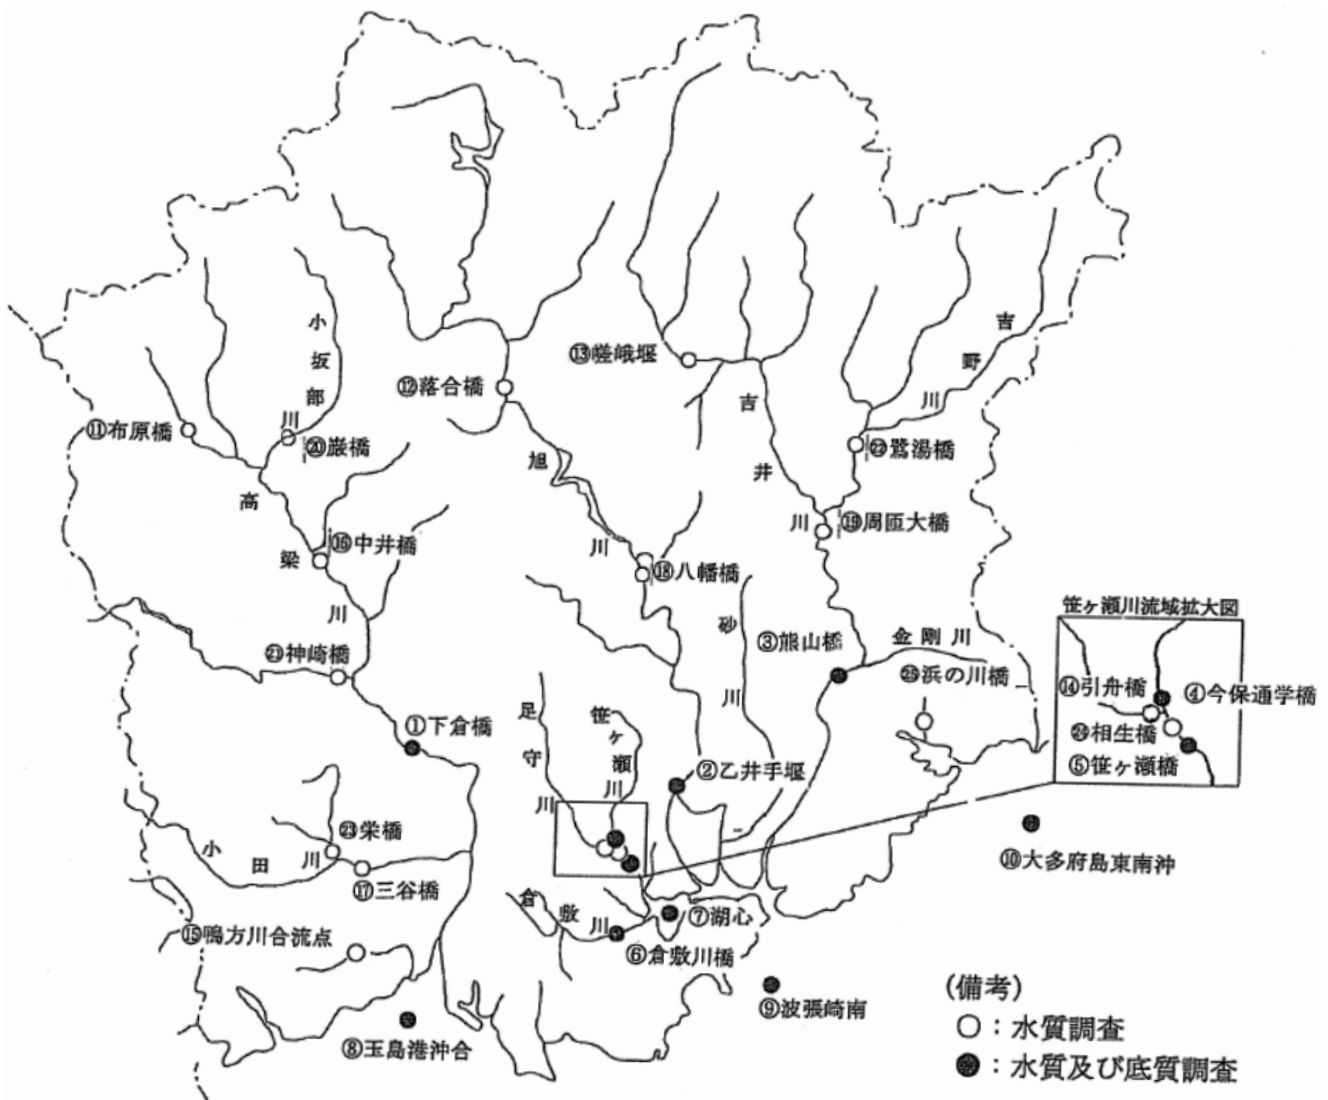 小坂部川
吉野川
⑬嵯峨堰
⑫落合橋
吉井川
⑪布原橋
⑳巌橋
㉒鷺湯橋
旭川
高梁川
⑲周匝大橋
⑯中井橋
⑱八幡橋
笹ヶ瀬川流域拡大図
砂川
③熊山橋
金剛川
㉑神崎橋
㉕浜の川橋
⑭引舟橋
④今保通学橋
足守川
笹ヶ瀬川
①下倉橋
㉔相生橋
②乙井手堰
⑤笹ヶ瀬橋
㉓栄橋
小田川
⑩大多府島東南沖
⑰三谷橋
倉敷川
⑦湖心
⑮鴨方川合流点
⑥倉敷川橋
(備考)
⑨波張崎南
○：水質調査
⑧玉島港沖合
●：水質及び底質調査